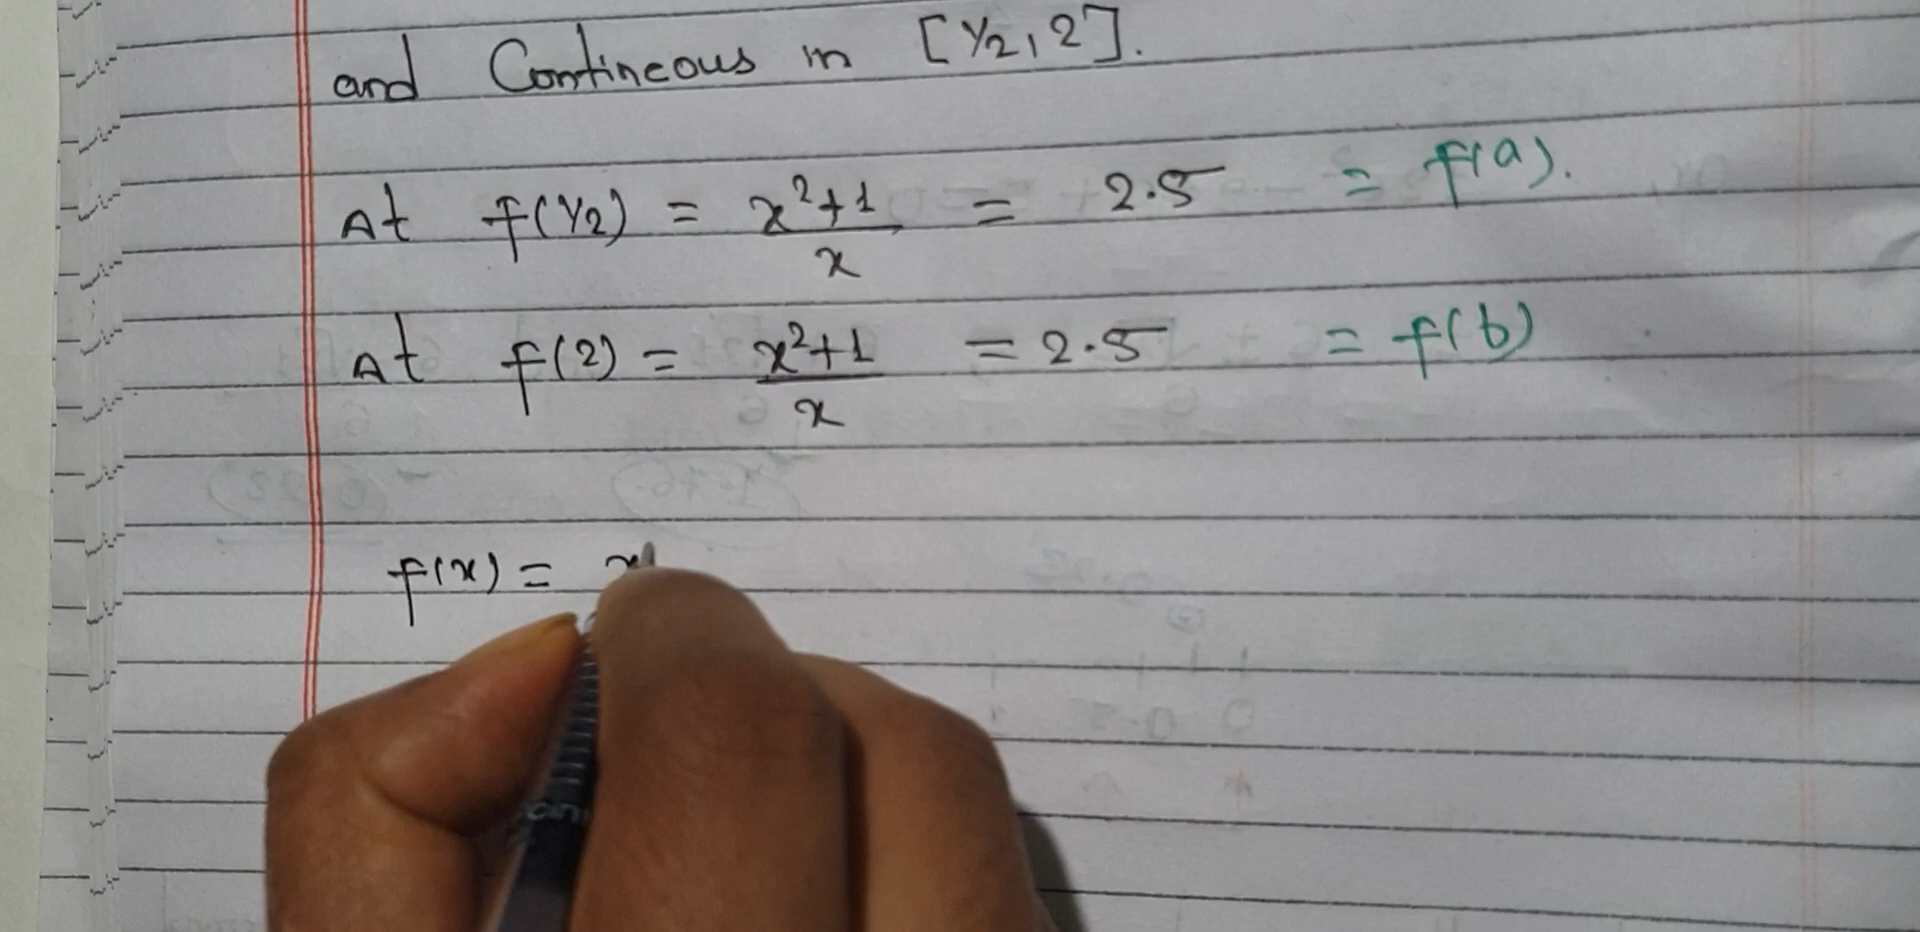 and Contineous in [1/2, 2].
At f(1/2) = x²+1/x = 2.5 = f(a).
At f(2) = x²+1/x = 2.5 = f(b)
f(x) = x